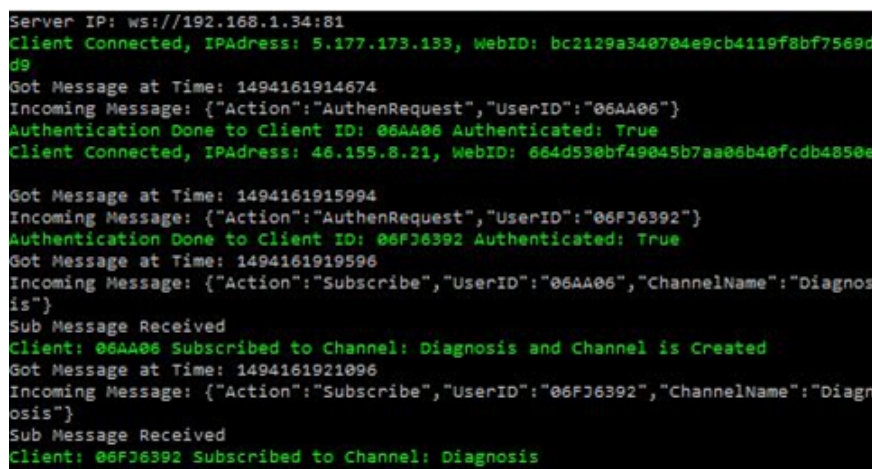 Server IP: ws://192.168.1.34:81
Client Connected, IPAdress: 5.177.173.133, WebID: bc2129a340704e9cb4119f8bf7569d
d9
Got Message at Time: 1494161914674
Incoming Message: {"Action":"AuthenRequest","UserID":"06AA06"}
Authentication Done to Client ID: 06AA06 Authenticated: True
Client Connected, IPAdress: 46.155.8.21, WebID: 664d530bf49045b7aa06b40fcdb4850e
Got Message at Time: 1494161915994
Incoming Message: {"Action":"AuthenRequest","UserID":"06FJ6392"}
Authentication Done to Client ID: 06FJ6392 Authenticated: True
Got Message at Time: 1494161919596
Incoming Message: {"Action":"Subscribe","UserID":"06AA06","ChannelName":"Diagnos
is"}
Sub Message Received
Client: 06AA06 Subscribed to Channel: Diagnosis and Channel is Created
Got Message at Time: 1494161921096
Incoming Message: {"Action":"Subscribe","UserID":"06FJ6392","ChannelName":"Diagn
osis"}
Sub Message Received
Client: 06FJ6392 Subscribed to Channel: Diagnosis